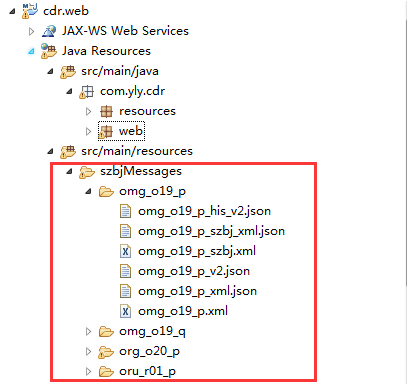 cdr.web
JAX-WS Web Services
Java Resources
src/main/java
com.yly.cdr
resources
web
src/main/resources
szbjMessages
omg_o19_p
omg_o19_p_his_v2.json
omg_o19_p_szbj_xml.json
omg_o19_p_szbj.xml
omg_o19_p_v2.json
omg_o19_p_xml.json
omg_o19_p.xml
omg_o19_q
org_o20_p
oru_r01_p